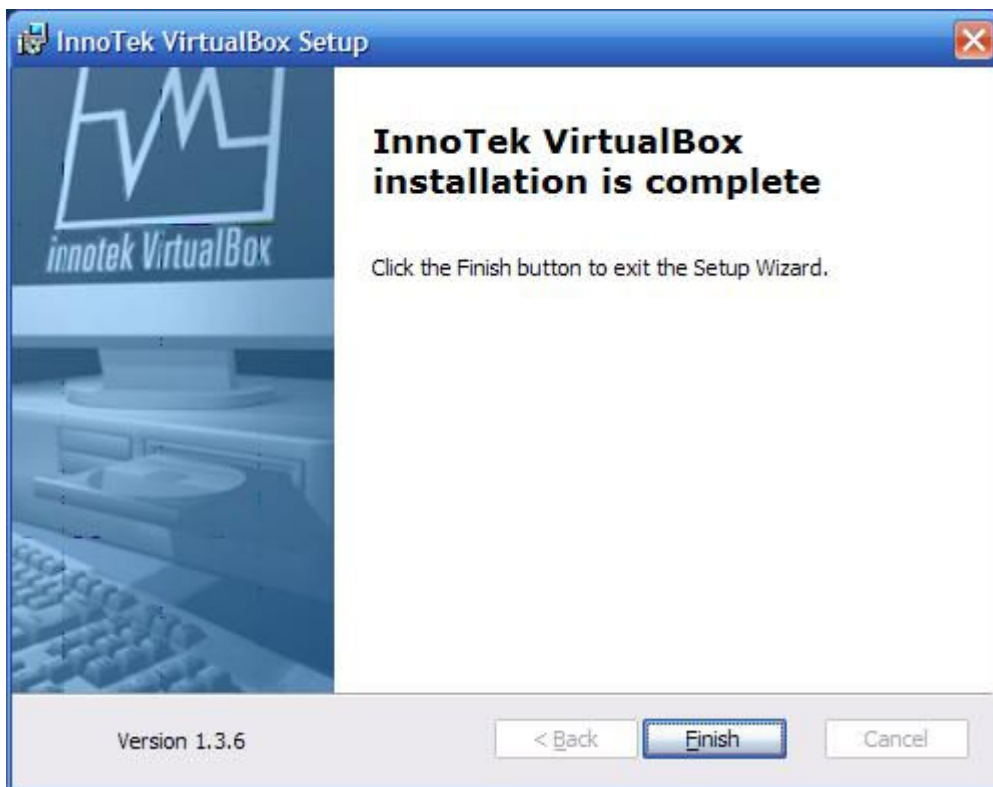 InnoTek VirtualBox Setup
innotek VirtualBox
InnoTek VirtualBox
installation is complete
Click the Finish button to exit the Setup Wizard.
Version 1.3.6
< Back
Finish
Cancel